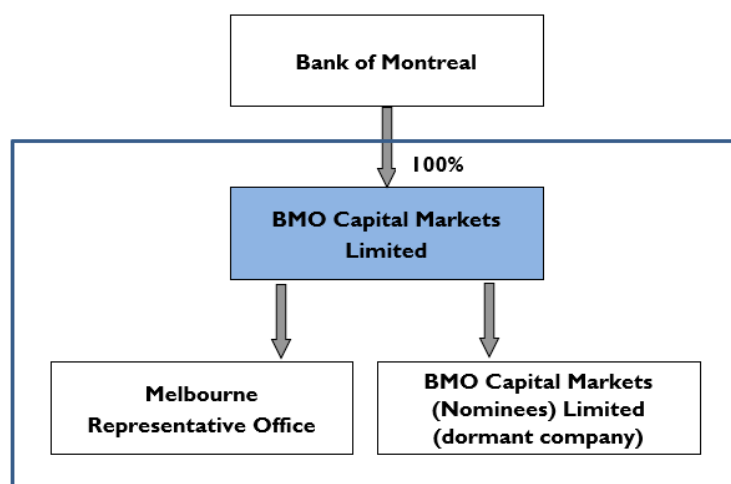 Bank of Montreal
100%
BMO Capital Markets
Limited
Melbourne
Representative Office
BMO Capital Markets
(Nominees) Limited
(dormant company)